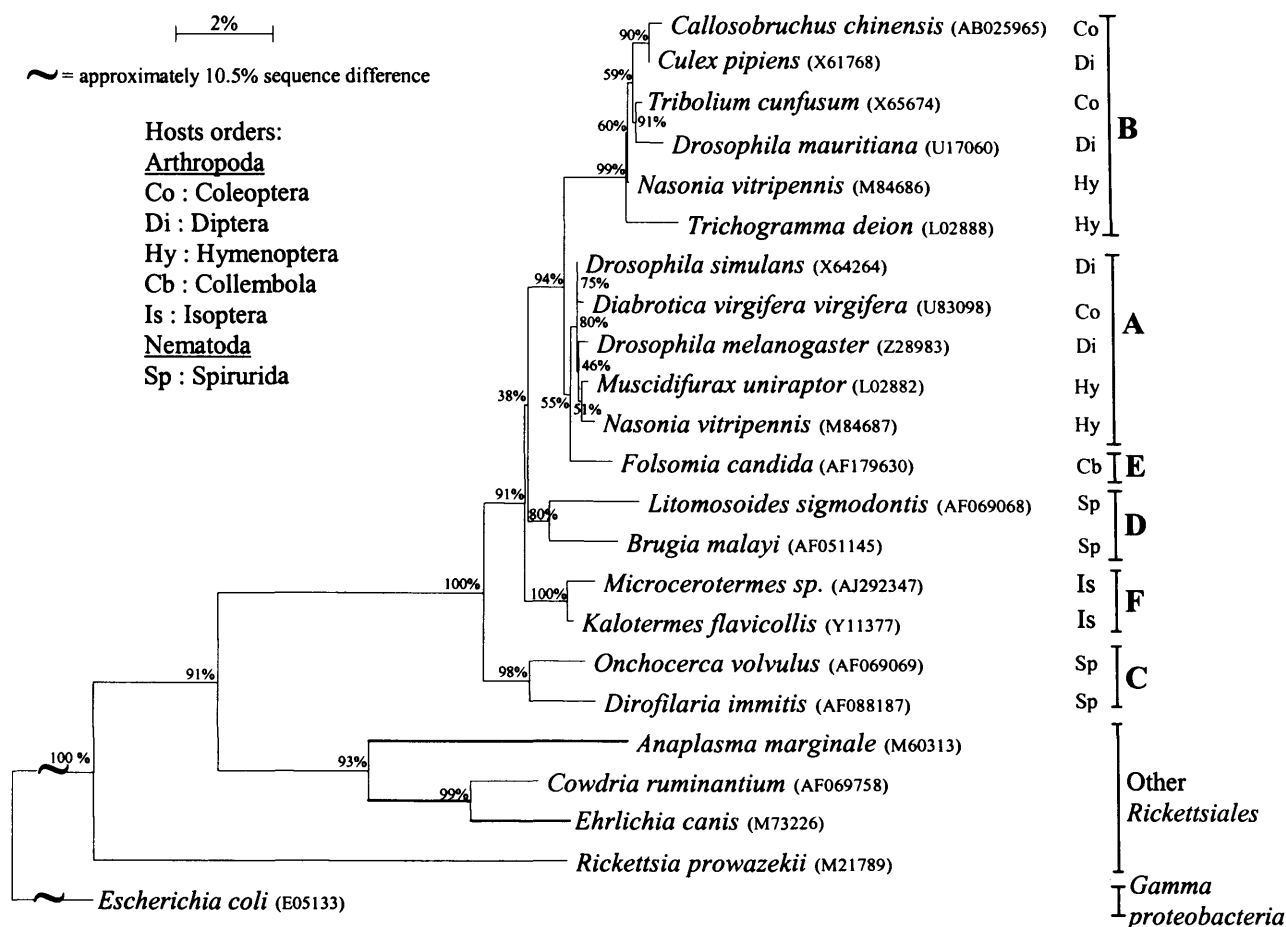 2%
~ = approximately 10.5% sequence difference
Hosts orders:
Arthropoda
Co : Coleoptera
Di : Diptera
Hy : Hymenoptera
Cb : Collembola
Is : Isoptera
Nematoda
Sp : Spirurida
90%
59%
60%
91%
99%
94%
75%
80%
46%
51%
55%
38%
91%
80%
100%
100%
98%
91%
100 %
93%
99%
Callosobruchus chinensis (AB025965) Co
Culex pipiens (X61768) Di
Tribolium cunfusum (X65674) Co
Drosophila mauritiana (U17060) Di
B
Nasonia vitripennis (M84686) Hy
Trichogramma deion (L02888) Hy
Drosophila simulans (X64264) Di
Diabrotica virgifera virgifera (U83098) Co
A
Drosophila melanogaster (Z28983) Di
Muscidifurax uniraptor (L02882) Hy
Nasonia vitripennis (M84687) Hy
Folsomia candida (AF179630) Cb E
Litomosoides sigmodontis (AF069068) Sp
D
Brugia malayi (AF051145) Sp
Microcerotermes sp. (AJ292347) Is
F
Kalotermes flavicollis (Y11377) Is
Onchocerca volvulus (AF069069) Sp
C
Dirofilaria immitis (AF088187) Sp
Anaplasma marginale (M60313)
Cowdria ruminantium (AF069758)
Other
Rickettsiales
Ehrlichia canis (M73226)
Rickettsia prowazekii (M21789)
Escherichia coli (E05133)
Gamma
proteobacteria